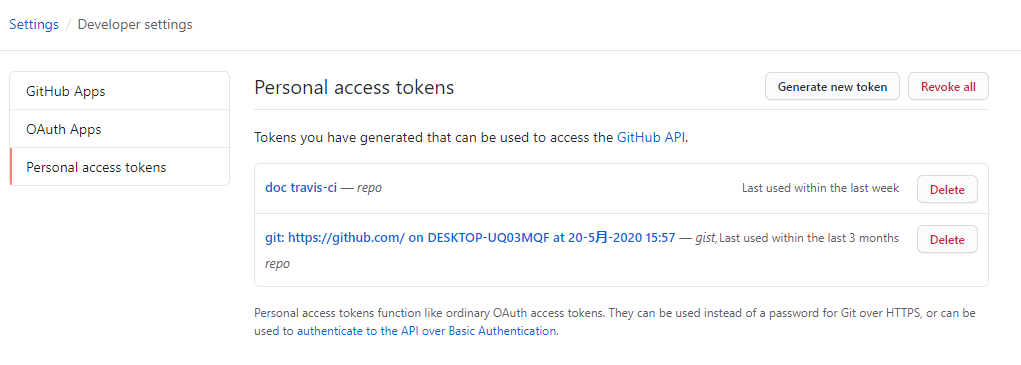 Settings / Developer settings
GitHub Apps
OAuth Apps
Personal access tokens
Personal access tokens
Generate new token
Revoke all
Tokens you have generated that can be used to access the GitHub API.
doc travis-ci — repo
Last used within the last week
Delete
git: https://github.com/ on DESKTOP-UQ03MQF at 20-5月-2020 15:57 — gist,
Last used within the last 3 months
Delete
repo
Personal access tokens function like ordinary OAuth access tokens. They can be used instead of a password for Git over HTTPS, or can be
used to authenticate to the API over Basic Authentication.